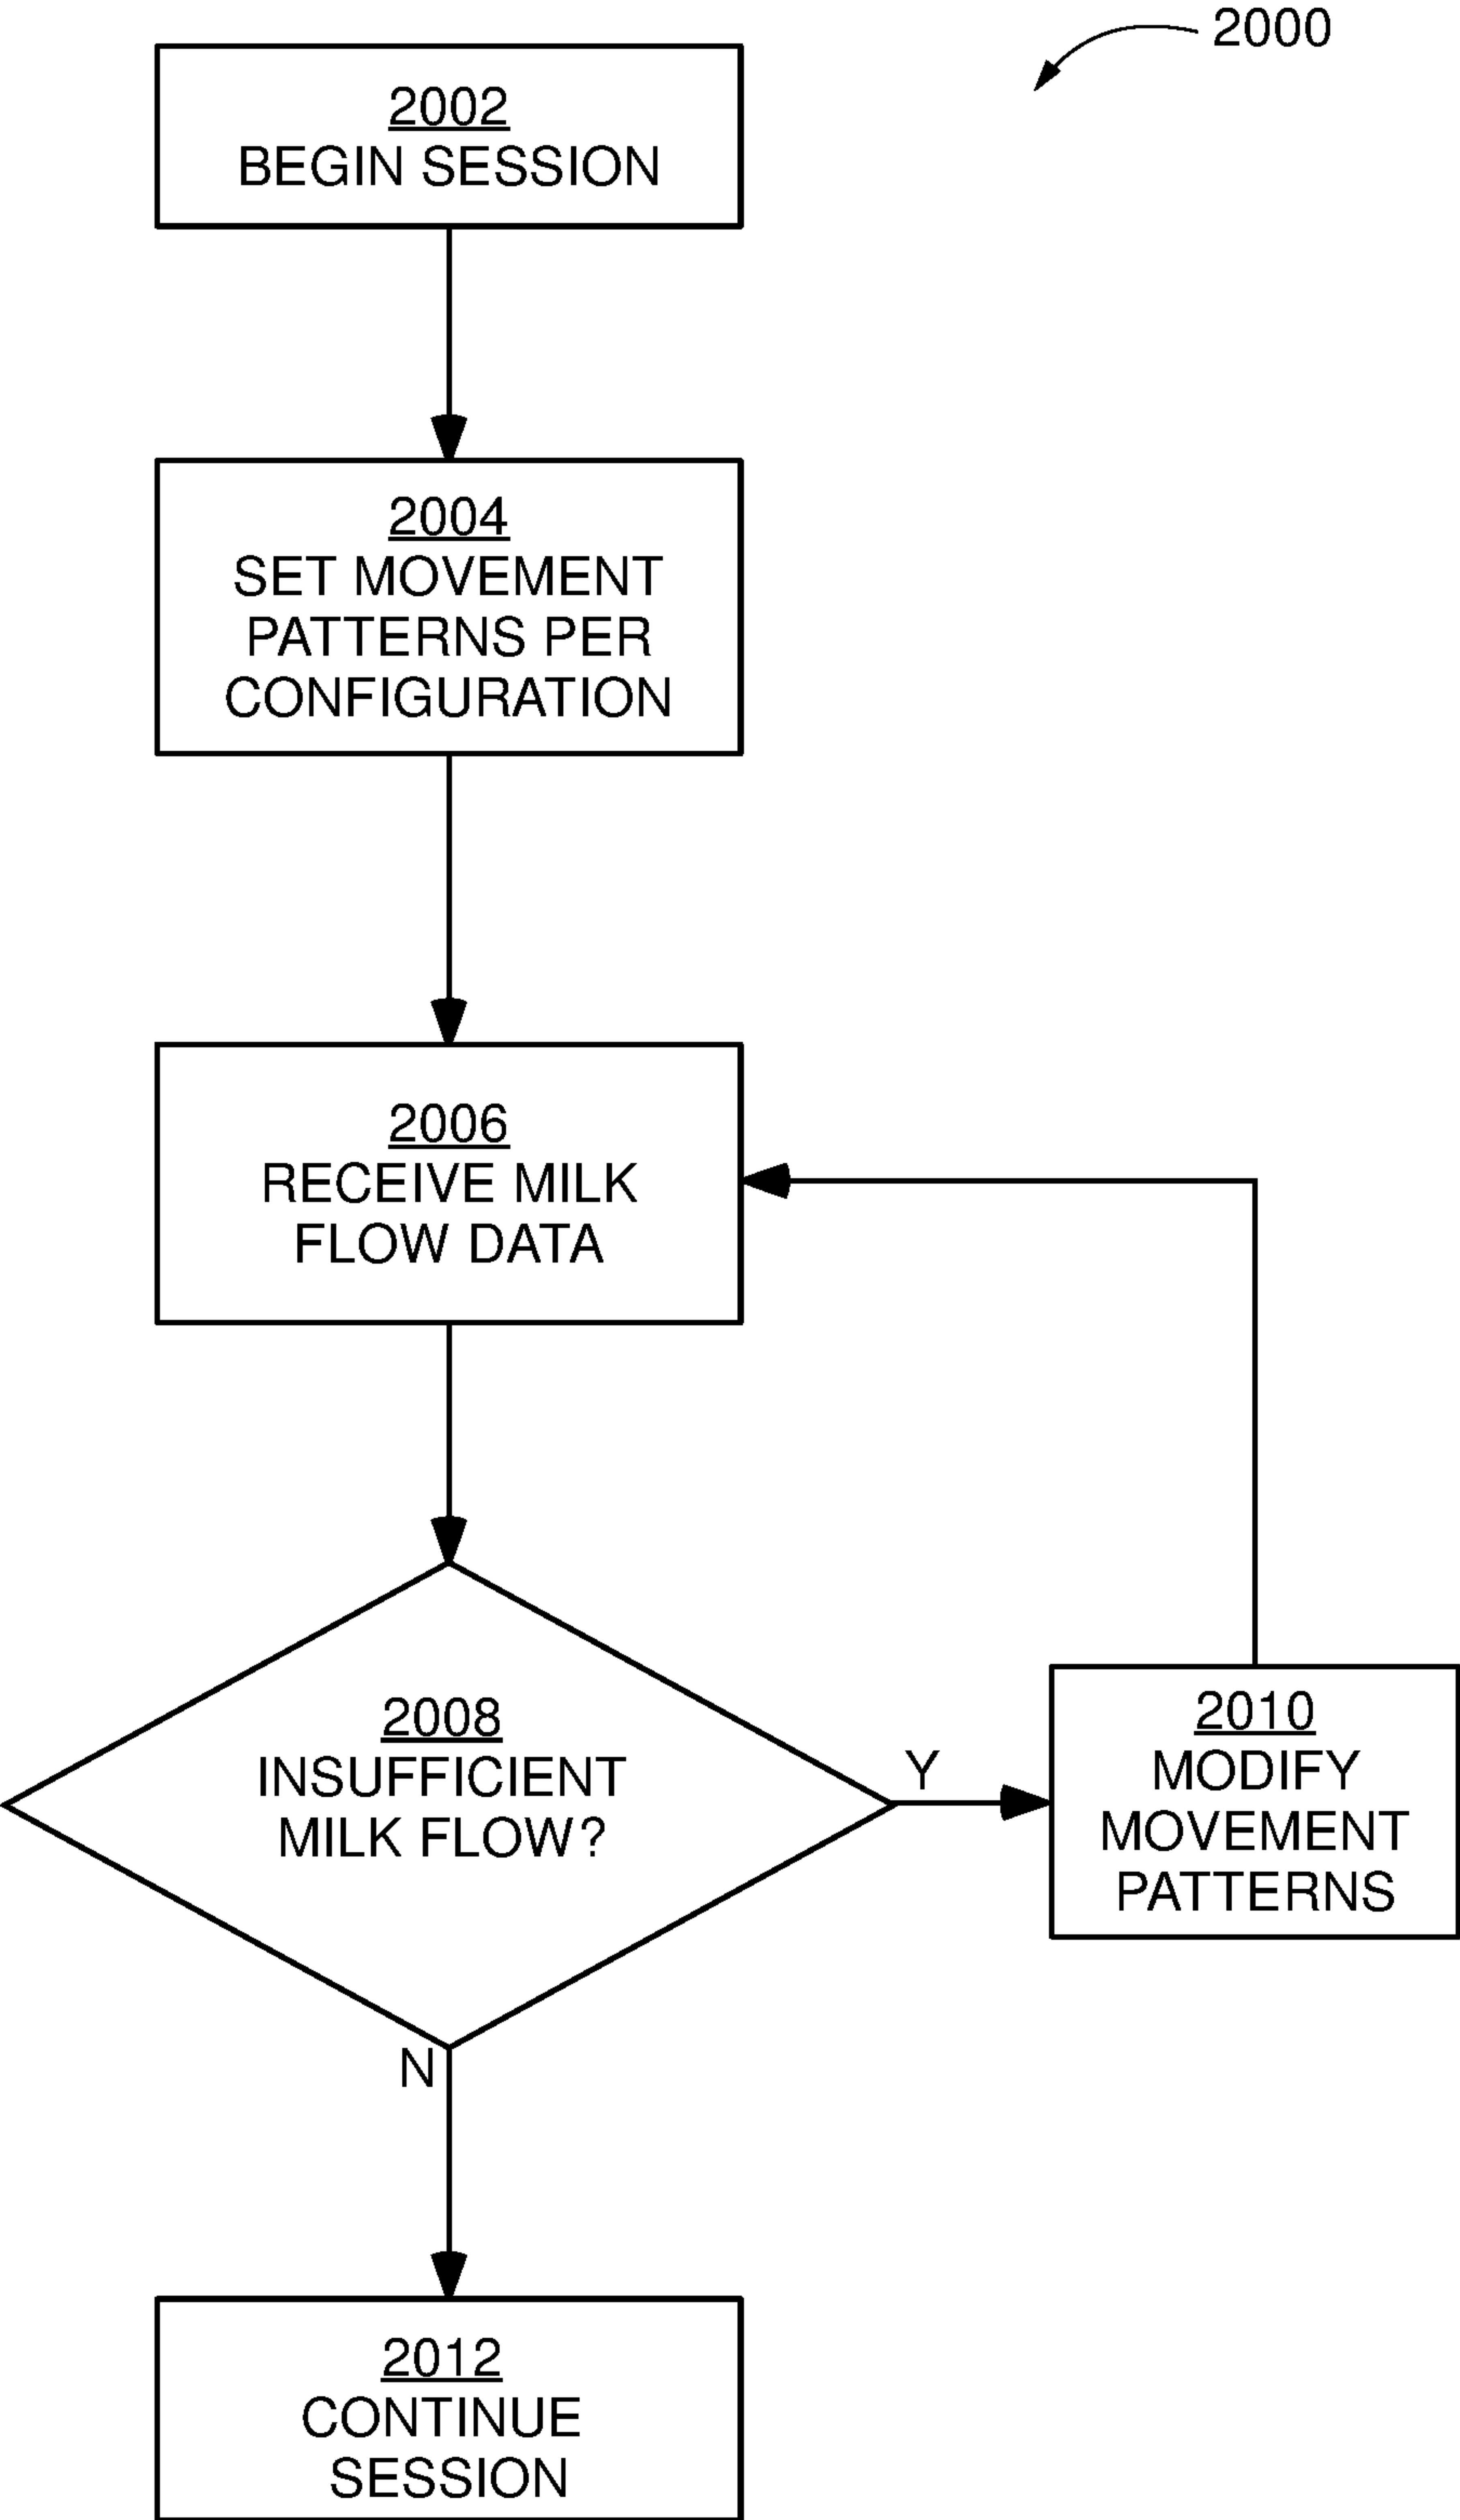 2000
2002
BEGIN SESSION
2004
SET MOVEMENT
PATTERNS PER
CONFIGURATION
2006
RECEIVE MILK
FLOW DATA
2008
INSUFFICIENT
MILK FLOW?
Y
2010
MODIFY
MOVEMENT
PATTERNS
N
2012
CONTINUE
SESSION